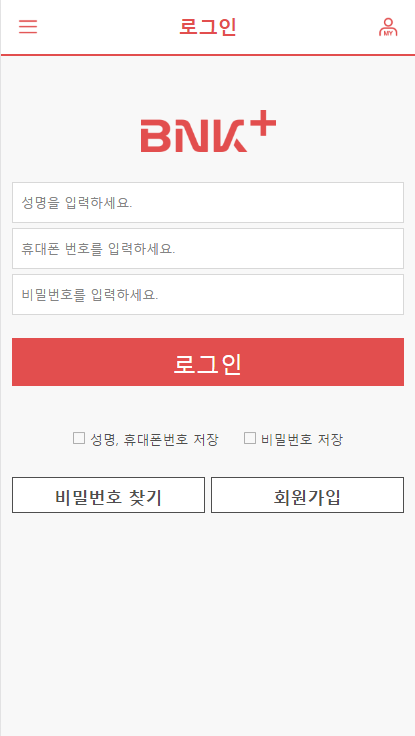 로그인
MY
BNK+
성명을 입력하세요.
휴대폰 번호를 입력하세요.
비밀번호를 입력하세요.
로그인
성명, 휴대폰번호 저장 비밀번호 저장
비밀번호 찾기 회원가입